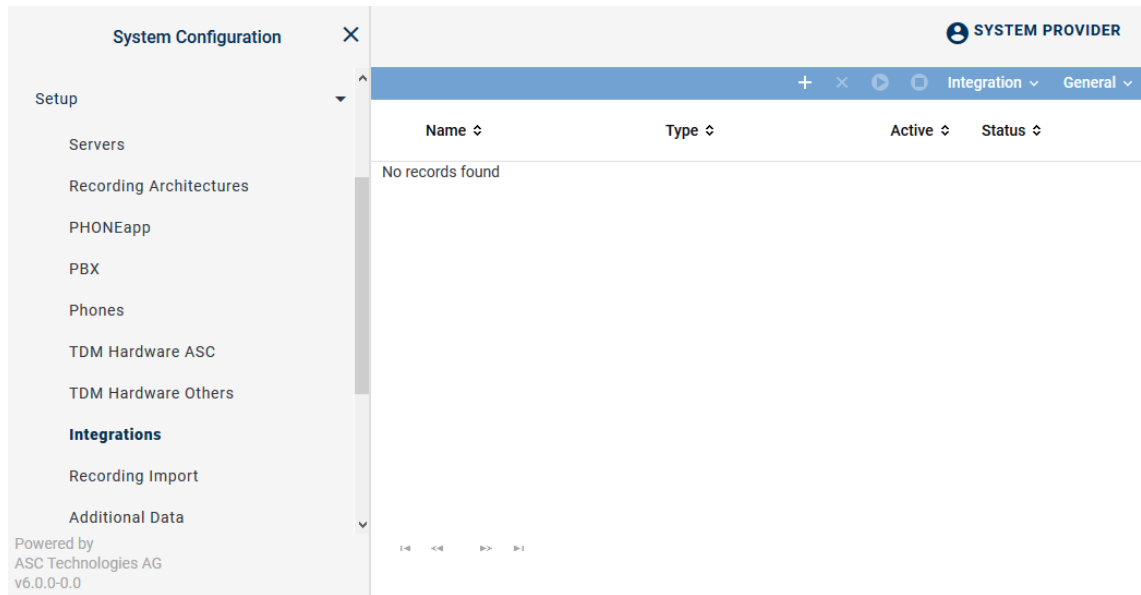 System Configuration
SYSTEM PROVIDER
Setup
Integration
General
Servers
Name
Type
Active
Status
No records found
Recording Architectures
PHONEapp
PBX
Phones
TDM Hardware ASC
TDM Hardware Others
Integrations
Recording Import
Additional Data
Powered by
ASC Technologies AG
v6.0.0-0.0